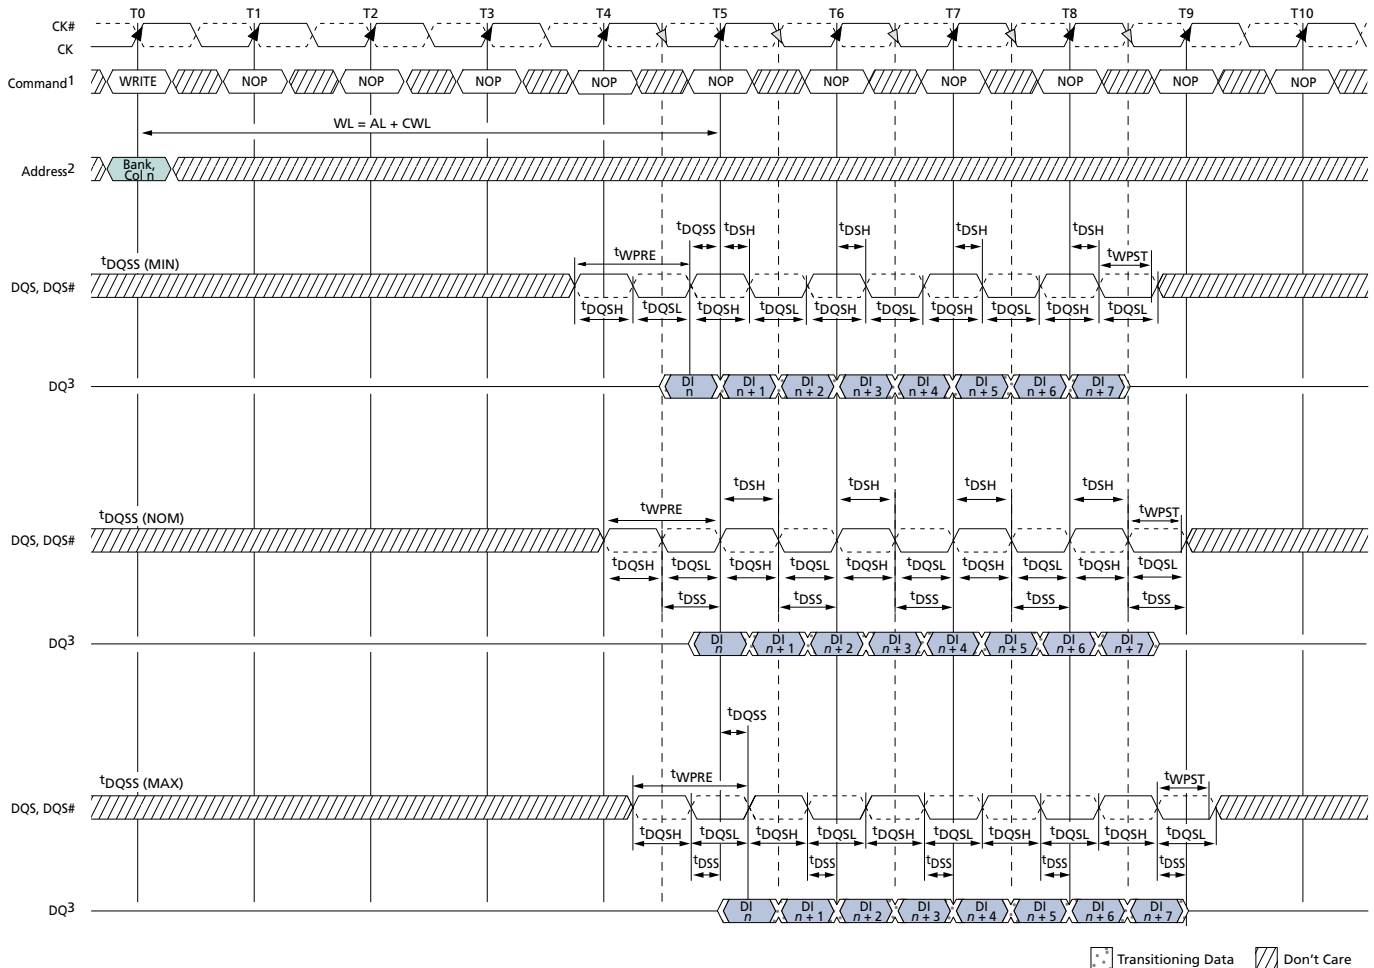 T0 T1 T2 T3 T4 T5 T6 T7 T8 T9 T10
CK#
CK
Command1 WRITE NOP NOP NOP NOP NOP NOP NOP NOP NOP NOP
WL = AL + CWL
Address2 Bank,
Col n
tDQSS tDSH tDSH tDSH tDSH
tWPRE tWPST
tDQSS (MIN)
DQS, DQS#
tDQSH tDQSL tDQSH tDQSL tDQSH tDQSL tDQSH tDQSL tDQSH tDQSL
DQ3 DI n DI n + 1 DI n + 2 DI n + 3 DI n + 4 DI n + 5 DI n + 6 DI n + 7
tDSH tDSH tDSH tDSH
tWPRE tWPST
tDQSS (NOM)
DQS, DQS#
tDQSH tDQSL tDQSH tDQSL tDQSH tDQSL tDQSH tDQSL tDQSH tDQSL
tDSS tDSS tDSS tDSS tDSS
DQ3 DI n DI n + 1 DI n + 2 DI n + 3 DI n + 4 DI n + 5 DI n + 6 DI n + 7
tDQSS
tDQSS (MAX) tWPRE tWPST
DQS, DQS#
tDQSH tDQSL tDQSH tDQSL tDQSH tDQSL tDQSH tDQSL tDQSH tDQSL
tDSS tDSS tDSS tDSS tDSS
DQ3 DI n DI n + 1 DI n + 2 DI n + 3 DI n + 4 DI n + 5 DI n + 6 DI n + 7
Transitioning Data Don't Care